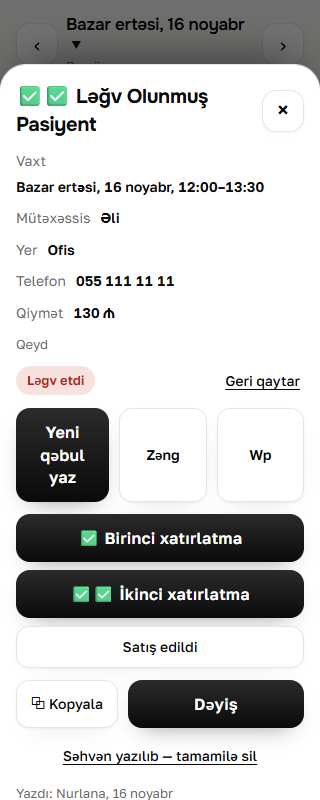 ‹
Bazar ertəsi, 16 noyabr
▼
›
✅ ✅ Ləğv Olunmuş
Pasiyent
×
Vaxt
Bazar ertəsi, 16 noyabr, 12:00–13:30
Mütəxəssis Əli
Yer Ofis
Telefon 055 111 11 11
Qiymət 130 ₼
Qeyd
Ləğv etdi
Geri qaytar
Yeni
qəbul
yaz
Zəng
Wp
✅ Birinci xatırlatma
✅ ✅ İkinci xatırlatma
Satış edildi
Kopyala
Dəyiş
Səhvən yazılıb — tamamilə sil
Yazdı: Nurlana, 16 noyabr